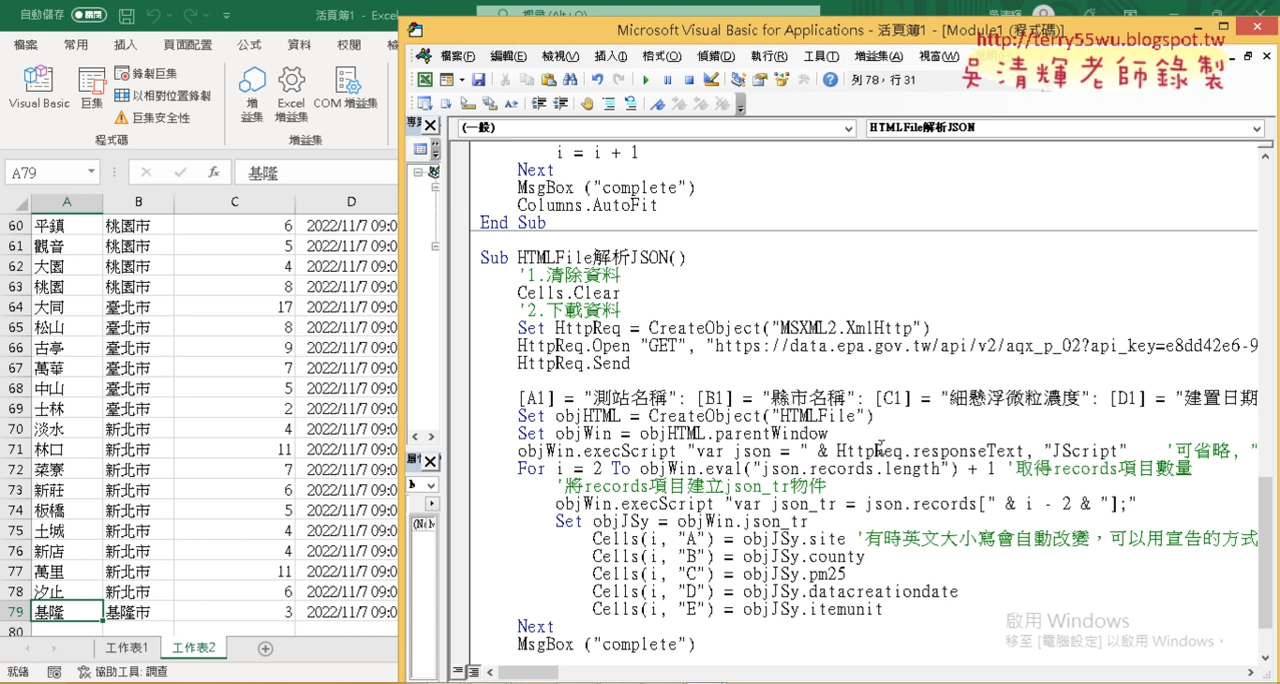 自動儲存 關閉 活頁簿1 - Excel
檔案 常用 插入 頁面配置 公式 資料 校閱
Visual Basic 巨集 錄製巨集 以相對位置錄製 巨集安全性
增益集 Excel 增益集 COM 增益集
程式碼 增益集
A79 fx 基隆
A B C D
60 平鎮 桃園市 6 2022/11/7 09:0
61 觀音 桃園市 5 2022/11/7 09:0
62 大園 桃園市 4 2022/11/7 09:0
63 桃園 桃園市 8 2022/11/7 09:0
64 大同 臺北市 17 2022/11/7 09:0
65 松山 臺北市 8 2022/11/7 09:0
66 古亭 臺北市 9 2022/11/7 09:0
67 萬華 臺北市 7 2022/11/7 09:0
68 中山 臺北市 5 2022/11/7 09:0
69 士林 臺北市 2 2022/11/7 09:0
70 淡水 新北市 4 2022/11/7 09:0
71 林口 新北市 11 2022/11/7 09:0
72 菜寮 新北市 7 2022/11/7 09:0
73 新莊 新北市 6 2022/11/7 09:0
74 板橋 新北市 5 2022/11/7 09:0
75 土城 新北市 4 2022/11/7 09:0
76 新店 新北市 4 2022/11/7 09:0
77 萬里 新北市 11 2022/11/7 09:0
78 汐止 新北市 6 2022/11/7 09:0
79 基隆 基隆市 3 2022/11/7 09:0
80
工作表1 工作表2
就緒 協助工具: 調查
Microsoft Visual Basic for Applications - 活頁簿1 - [Module1 (程式碼)]
http://terry55wu.blogspot.tw
吳清輝老師錄製
檔案(F) 編輯(E) 檢視(V) 插入(I) 格式(O) 偵錯(D) 執行(R) 工具(T) 增益集(A) 視窗(W)
列 78，行 31
(一般) HTMLFile解析JSON
i = i + 1
Next
MsgBox ("complete")
Columns.AutoFit
End Sub
Sub HTMLFile解析JSON()
'1.清除資料
Cells.Clear
'2.下載資料
Set HttpReq = CreateObject("MSXML2.XmlHttp")
HttpReq.Open "GET", "https://data.epa.gov.tw/api/v2/aqx_p_02?api_key=e8dd42e6-9
HttpReq.Send
[A1] = "測站名稱": [B1] = "縣市名稱": [C1] = "細懸浮微粒濃度": [D1] = "建置日期
Set objHTML = CreateObject("HTMLFile")
Set objWin = objHTML.parentWindow
objWin.execScript "var json = " & HttpReq.responseText, "JScript" '可省略，"
For i = 2 To objWin.eval("json.records.length") + 1 '取得records項目數量
'將records項目建立json_tr物件
objWin.execScript "var json_tr = json.records[" & i - 2 & "];"
Set objJSy = objWin.json_tr
Cells(i, "A") = objJSy.site '有時英文大小寫會自動改變，可以用宣告的方式
Cells(i, "B") = objJSy.county
Cells(i, "C") = objJSy.pm25
Cells(i, "D") = objJSy.datacreationdate
Cells(i, "E") = objJSy.itemunit
Next
MsgBox ("complete")
啟用 Windows
移至 [電腦設定] 以啟用 Windows。